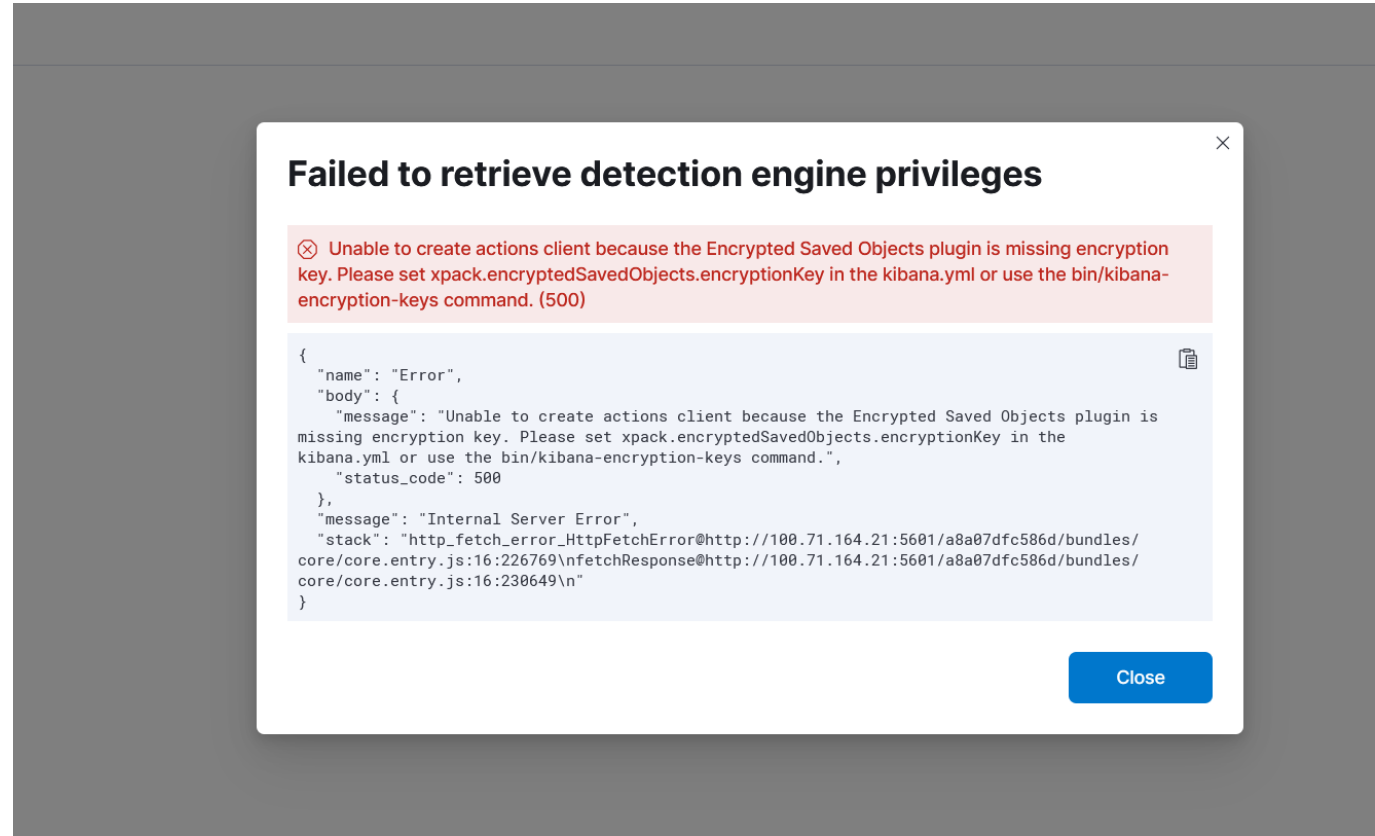 Failed to retrieve detection engine privileges
Unable to create actions client because the Encrypted Saved Objects plugin is missing encryption
key. Please set xpack.encryptedSavedObjects.encryptionKey in the kibana.yml or use the bin/kibana-
encryption-keys command. (500)
{
  "name": "Error",
  "body": {
    "message": "Unable to create actions client because the Encrypted Saved Objects plugin is
missing encryption key. Please set xpack.encryptedSavedObjects.encryptionKey in the
kibana.yml or use the bin/kibana-encryption-keys command.",
    "status_code": 500
  },
  "message": "Internal Server Error",
  "stack": "http_fetch_error_HttpFetchError@http://100.71.164.21:5601/a8a07dfc586d/bundles/
core/core.entry.js:16:226769\nfetchResponse@http://100.71.164.21:5601/a8a07dfc586d/bundles/
core/core.entry.js:16:230649\n"
}
Close